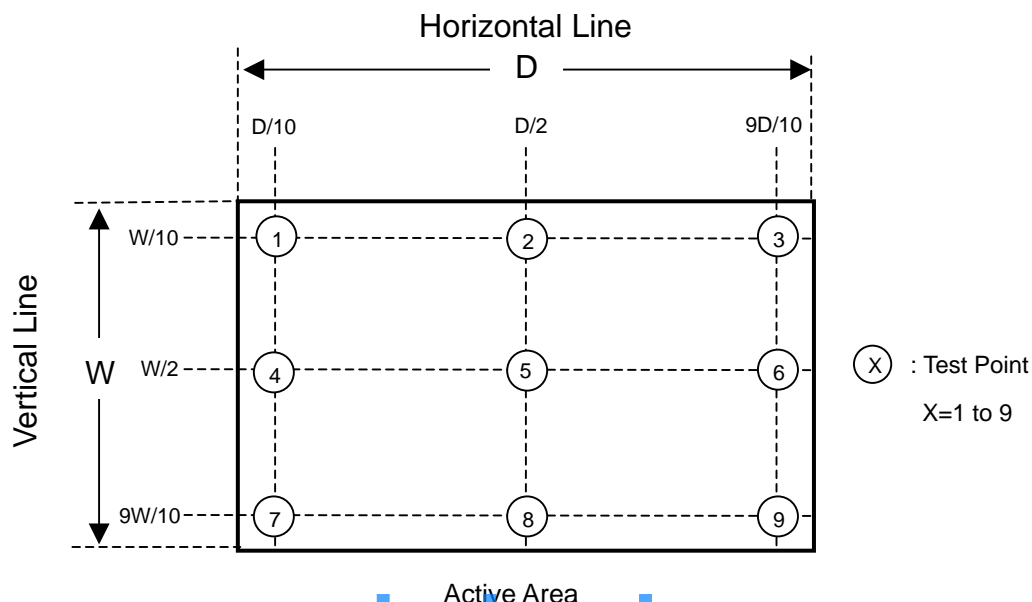 Horizontal Line
D
D/10 D/2 9D/10
W/10 1 2 3
Vertical Line
W W/2 4 5 6 X : Test Point
X=1 to 9
9W/10 7 8 9
Active Area